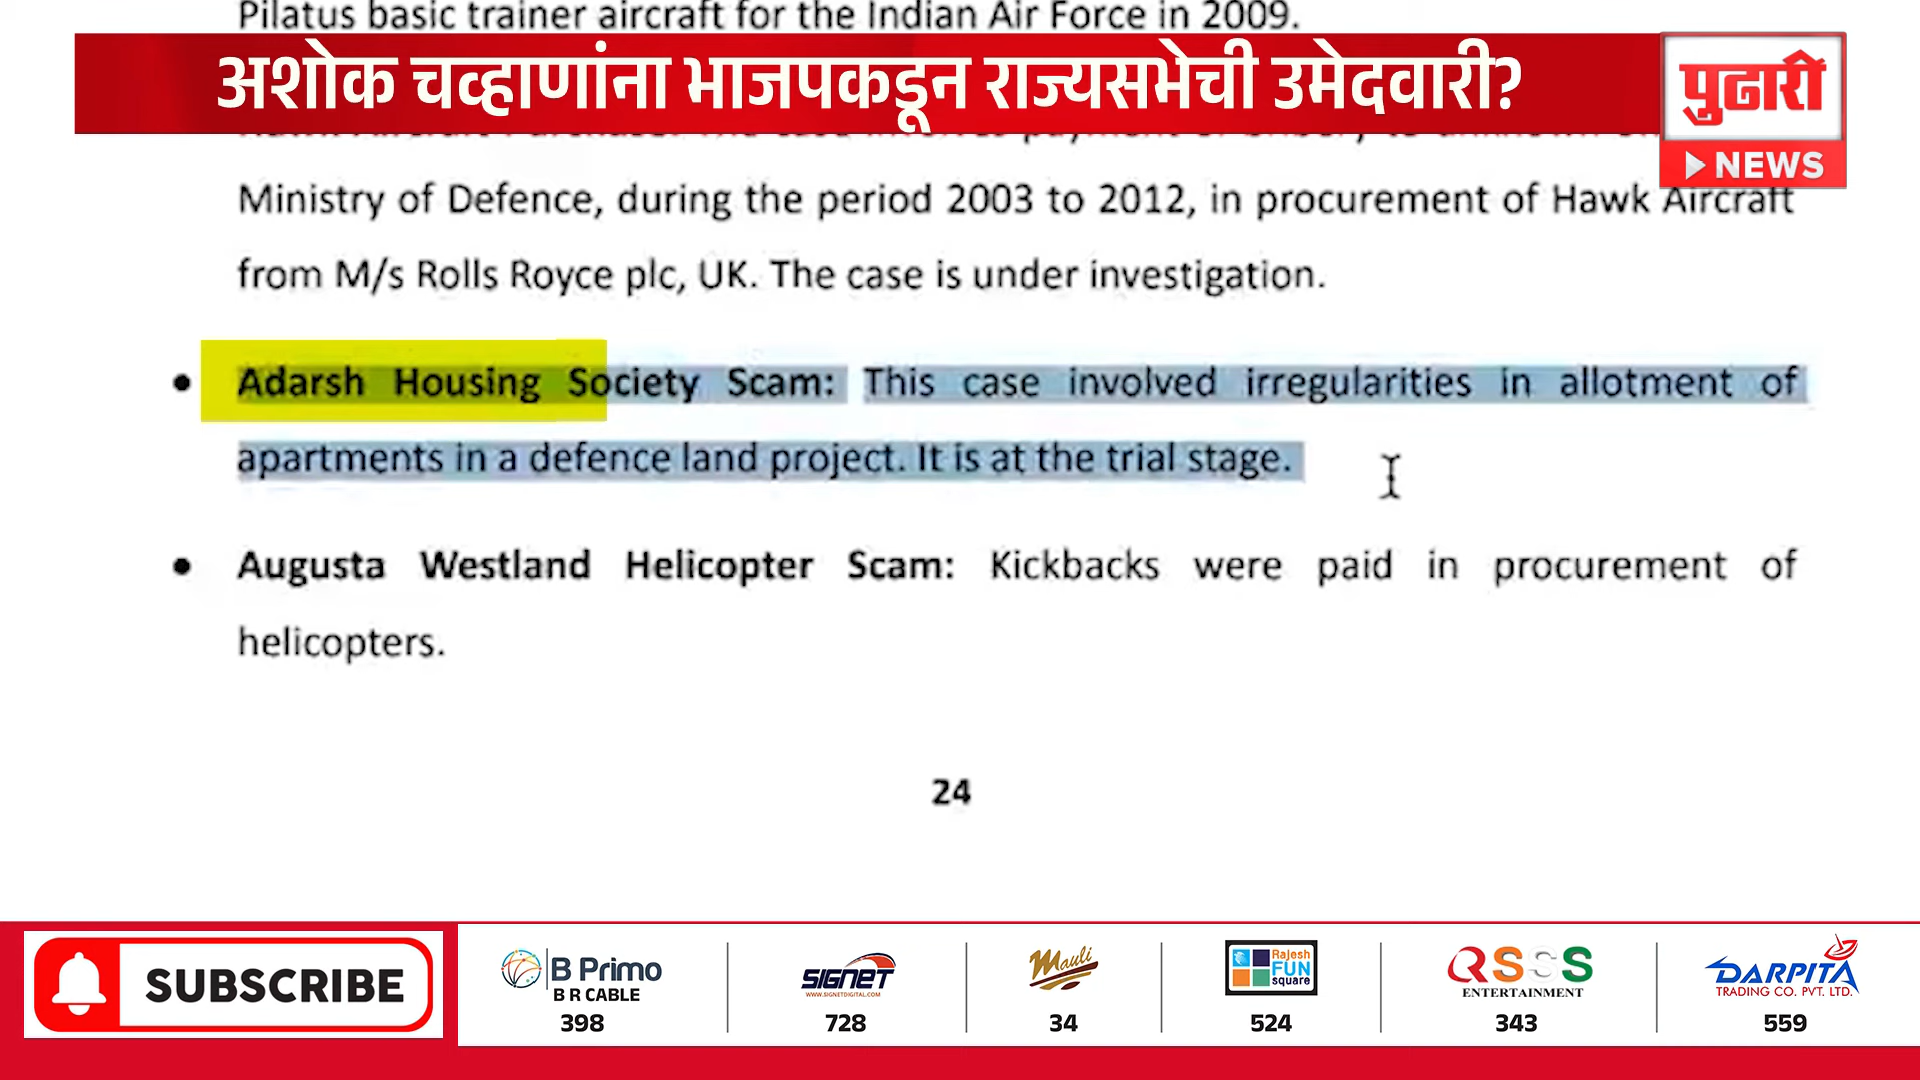 Pilatus basic trainer aircraft for the Indian Air Force in 2009.
अशोक चव्हाणांना भाजपकडून राज्यसभेची उमेदवारी?
पुढारी
NEWS
Ministry of Defence, during the period 2003 to 2012, in procurement of Hawk Aircraft
from M/s Rolls Royce plc, UK. The case is under investigation.
• Adarsh Housing Society Scam: This case involved irregularities in allotment of
apartments in a defence land project. It is at the trial stage.
• Augusta Westland Helicopter Scam: Kickbacks were paid in procurement of
helicopters.
24
SUBSCRIBE
B Primo
B R CABLE
398
SIGNET
WWW.SIGNETDIGITAL.COM
728
Mauli
34
Rajesh
FUN
square
524
RSSS
ENTERTAINMENT
343
DARPITA
TRADING CO. PVT. LTD.
559